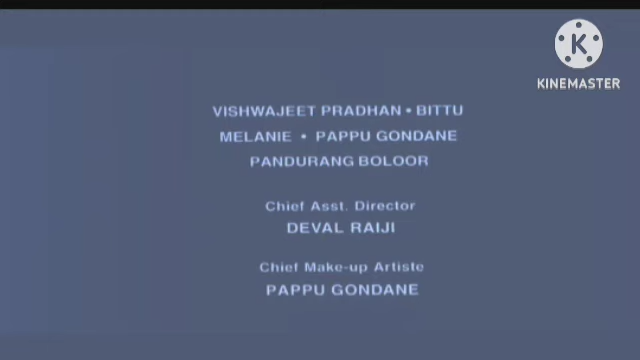 K
KINEMASTER
VISHWAJEET PRADHAN • BITTU
MELANIE • PAPPU GONDANE
PANDURANG BOLOOR
Chief Asst. Director
DEVAL RAIJI
Chief Make-up Artiste
PAPPU GONDANE